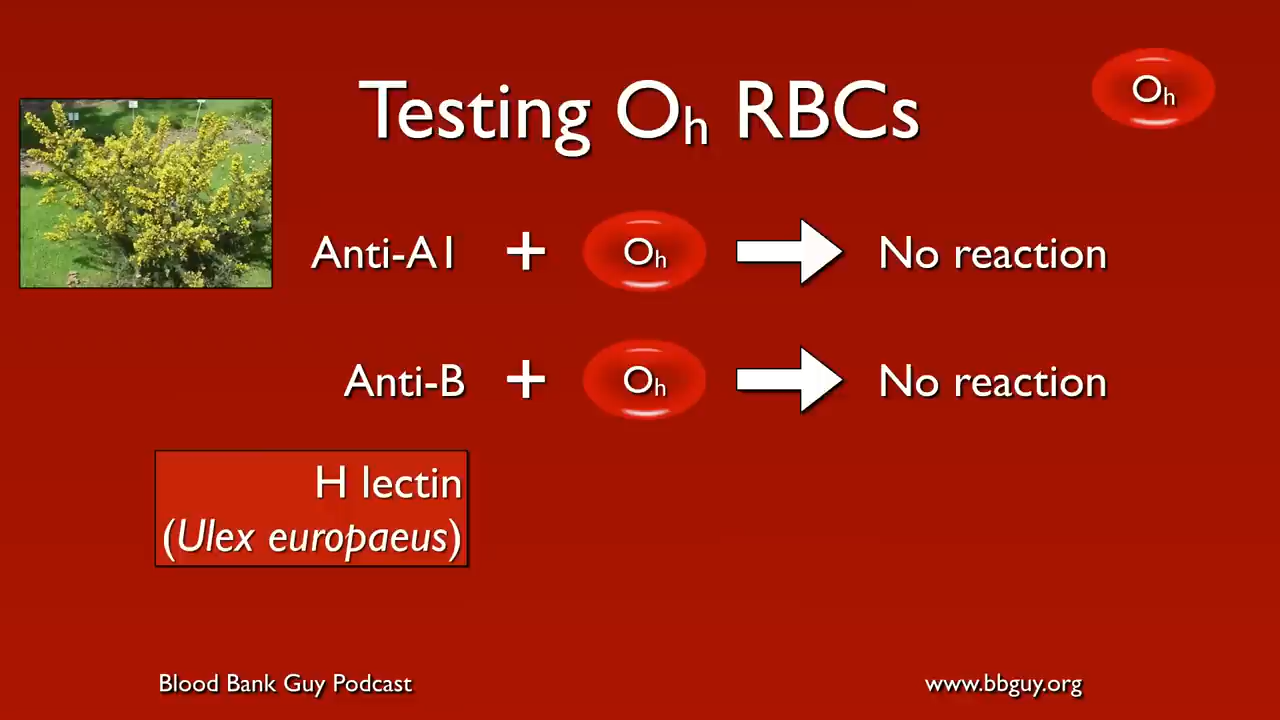 Testing Oh RBCs
Oh
Anti-A1 + Oh No reaction
Anti-B + Oh No reaction
H lectin
(Ulex europaeus)
Blood Bank Guy Podcast
www.bbguy.org